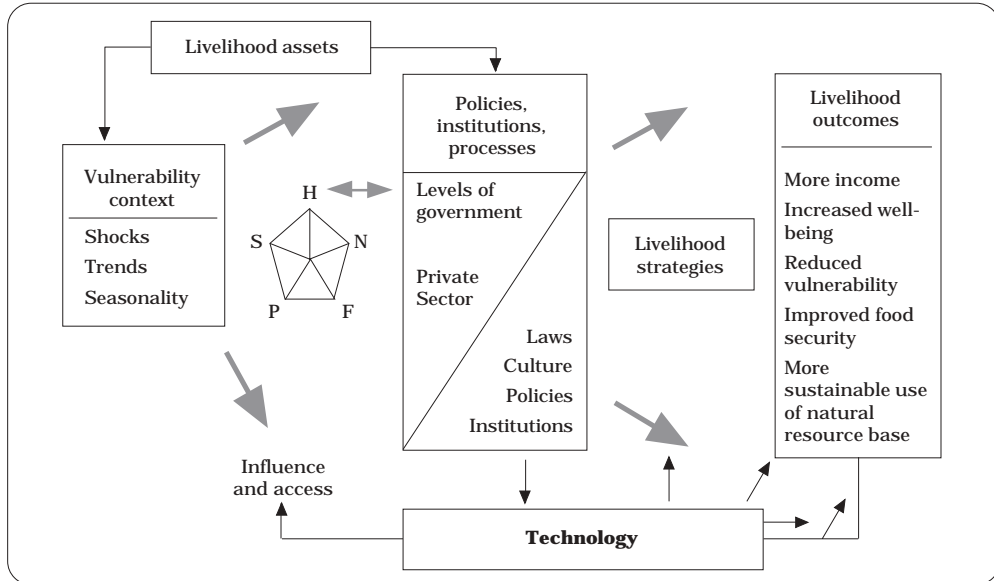 Livelihood assets
Policies,
institutions,
processes
Livelihood
outcomes
Vulnerability
context
Shocks
Trends
Seasonality
H
S
N
P
F
Levels of
government
Private
Sector
Laws
Culture
Policies
Institutions
Livelihood
strategies
More income
Increased well-
being
Reduced
vulnerability
Improved food
security
More
sustainable use
of natural
resource base
Influence
and access
Technology